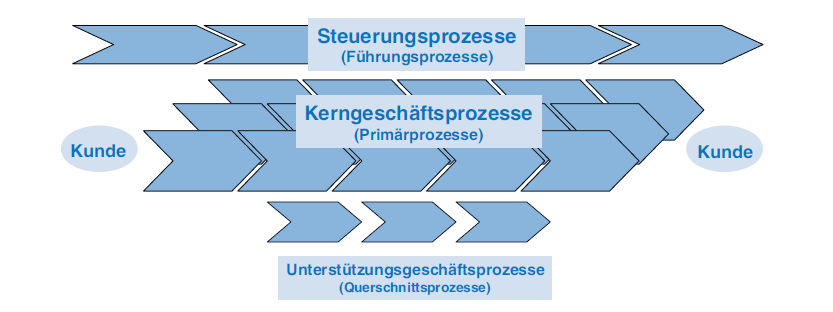 Steuerungsprozesse
(Führungsprozesse)
Kerngeschäftsprozesse
(Primärprozesse)
Kunde
Kunde
Unterstützungsgeschäftsprozesse
(Querschnittsprozesse)